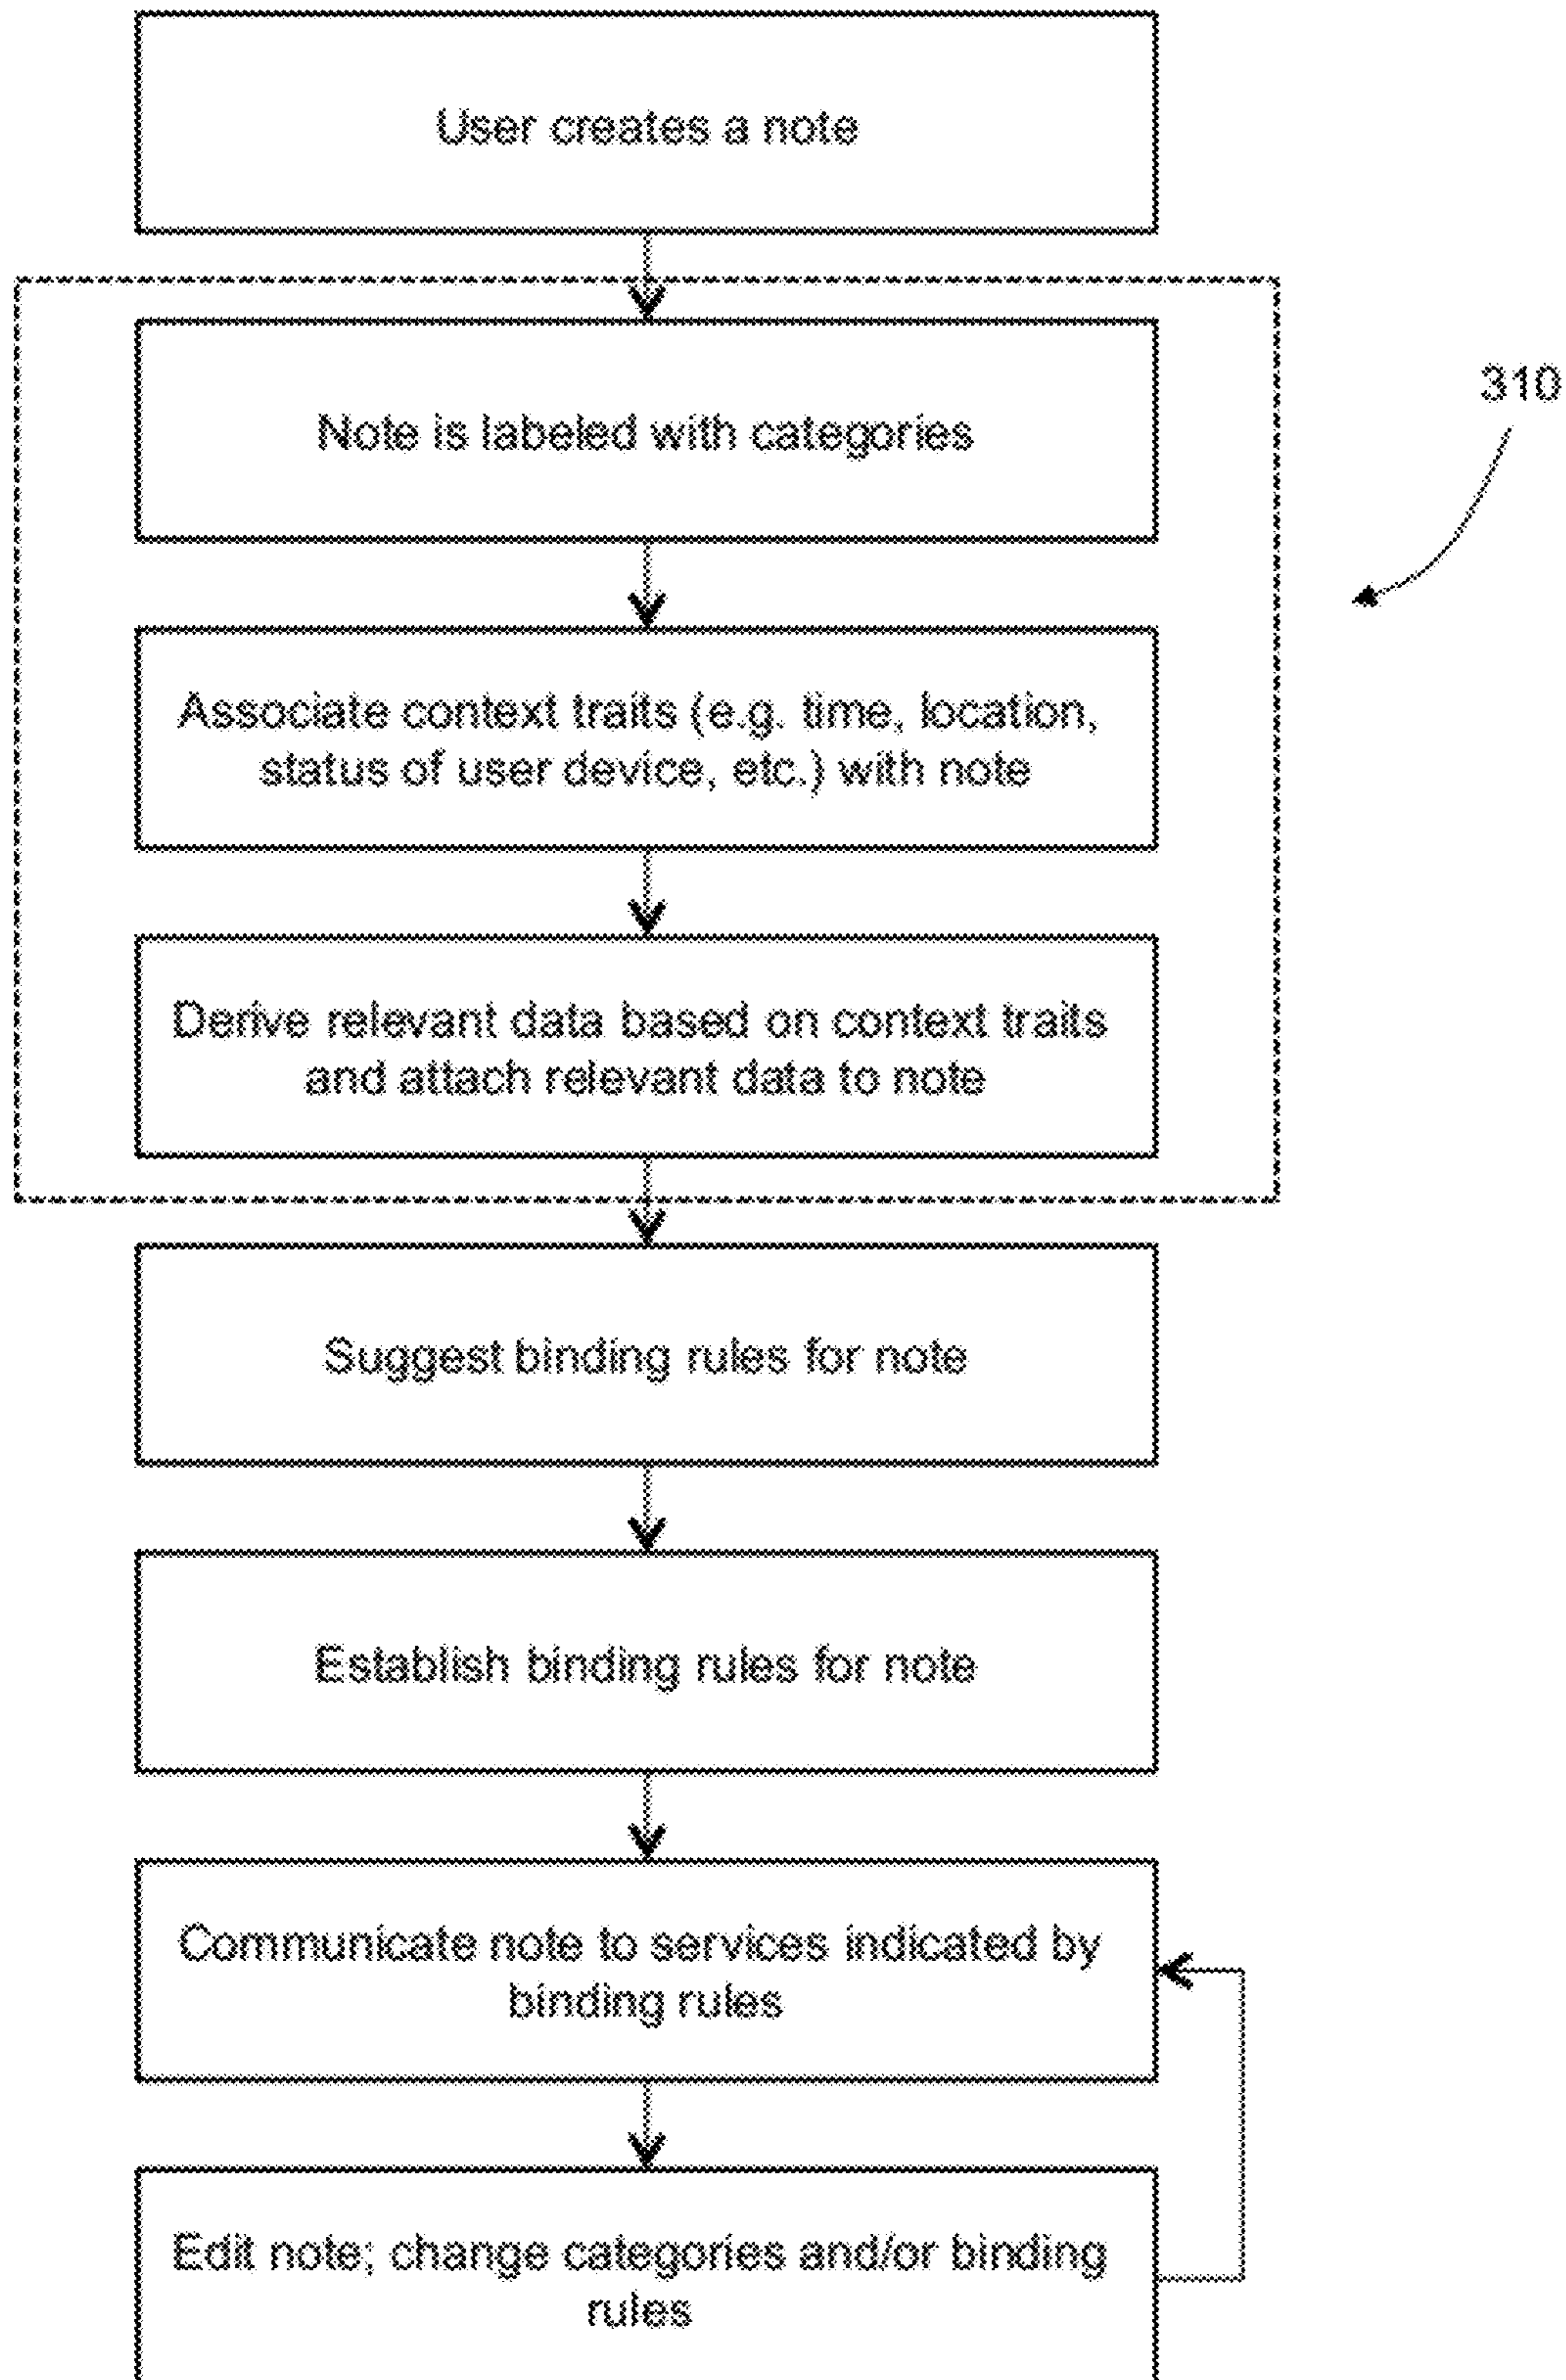 User creates a note
Note is labeled with categories
310
Associate context traits (e.g. time, location,
status of user device, etc.) with note
Derive relevant data based on context traits
and attach relevant data to note
Suggest binding rules for note
Establish binding rules for note
Communicate note to services indicated by
binding rules
Edit note; change categories and/or binding
rules